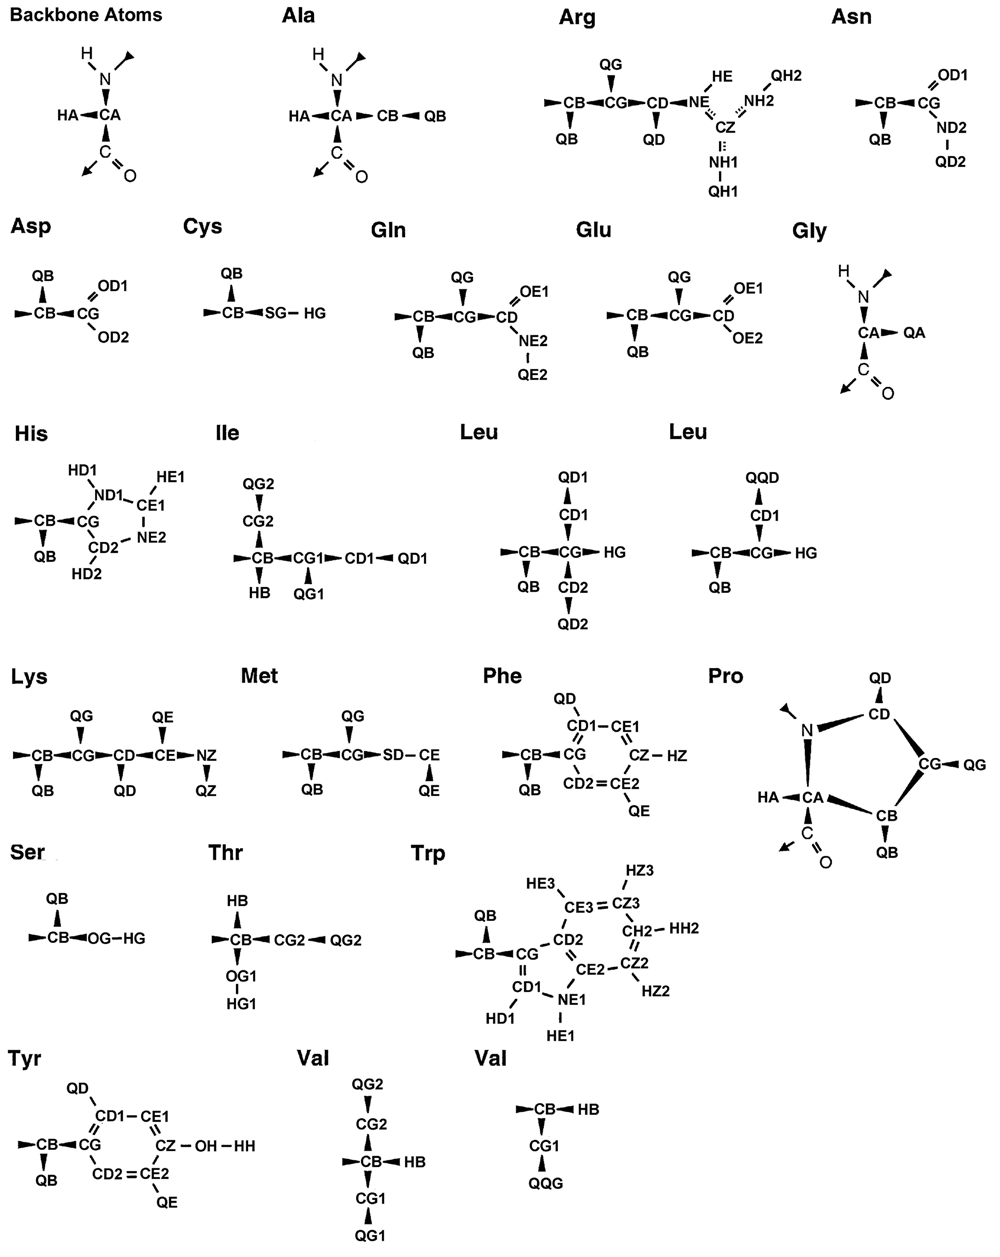 Backbone Atoms Ala Arg Asn
H H QG HE QH2 OD1
N N CB CG CD NE NH2 CB CG
HA CA HA CA CB QB QB QD CZ QB ND2
C C NH1 QD2
O O QH1
Asp Cys Gln Glu Gly
QB QB QG QG H
OD1 OE1 OE1 N
CB CG CB SG HG CB CG CD CB CG CD CA QA
OD2 QB NE2 QB OE2 C
QE2 O
His Ile Leu Leu
HD1 HE1 QG2 QD1 QQD
ND1 CE1 CG2 CD1 CD1
CB CG NE2 CB CG1 CD1 QD1 CB CG HG CB CG HG
QB CD2 HB QG1 QB CD2 QB
HD2 QD2
Lys Met Phe Pro
QG QE QG QD QD
CD1 CE1 N CD
CB CG CD CE NZ CB CG SD CE CB CG CZ HZ CG QG
QB QD QZ QB QE QB CD2 CE2 HA CA CB
QE C QB
O
Ser Thr Trp
QB HB HE3 HZ3
QB CE3 CZ3
CB OG HG CB CG2 QG2 CD2 CH2 HH2
OG1 CB CG CE2 CZ2
HG1 CD1 NE1 HZ2
HD1 HE1
Tyr Val Val
QD QG2
CD1 CE1 CG2 CB HB
CB CG CZ OH HH CB HB CG1
QB CD2 CE2 CG1 QQG
QE QG1